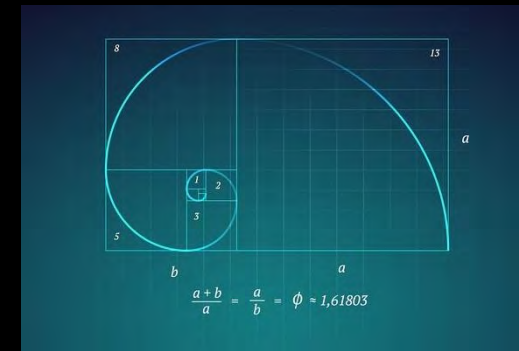 8
13
a
1
2
3
5
b
a
a + b / a = a / b = ϕ ≈ 1,61803